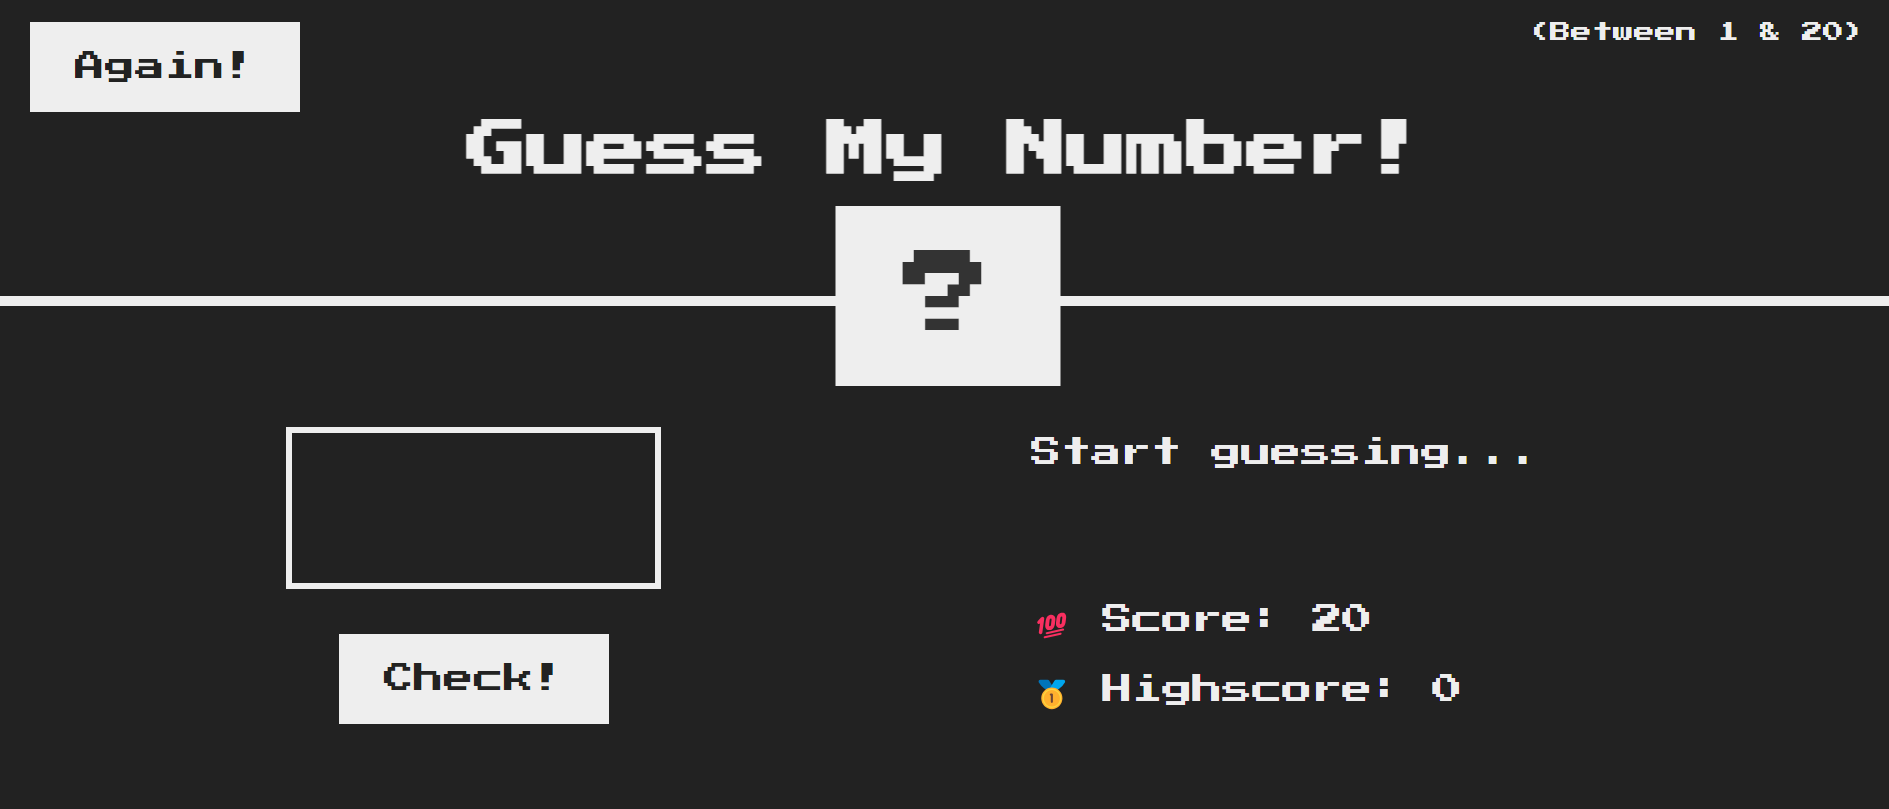 Again!
(Between 1 & 20)
Guess My Number!
?
Start guessing...
💯 Score: 20
🥇 Highscore: 0
Check!